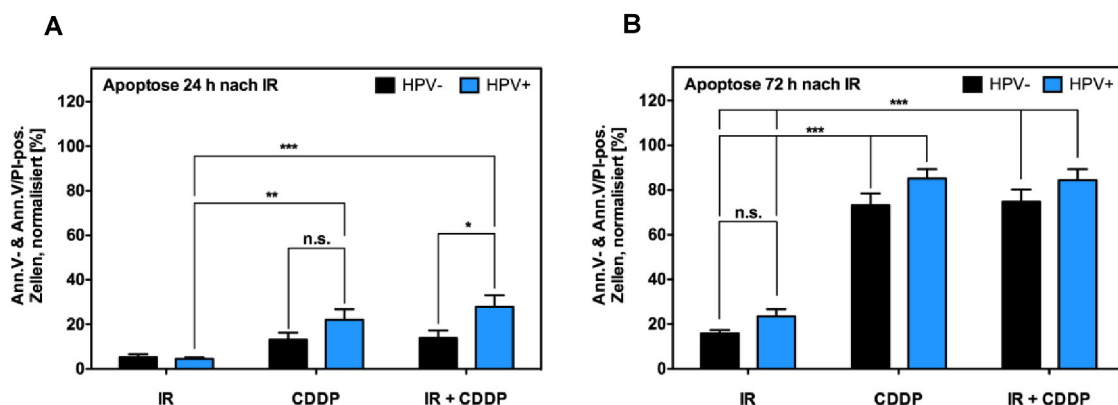 A
Apoptose 24 h nach IR
HPV-
HPV+
Ann.V- & Ann.V/PI-pos.
Zellen, normalisiert [%]
120
100
80
60
40
20
0
***
**
n.s.
*
IR
CDDP
IR + CDDP
B
Apoptose 72 h nach IR
HPV-
HPV+
Ann.V- & Ann.V/PI-pos.
Zellen, normalisiert [%]
120
100
80
60
40
20
0
***
***
n.s.
IR
CDDP
IR + CDDP